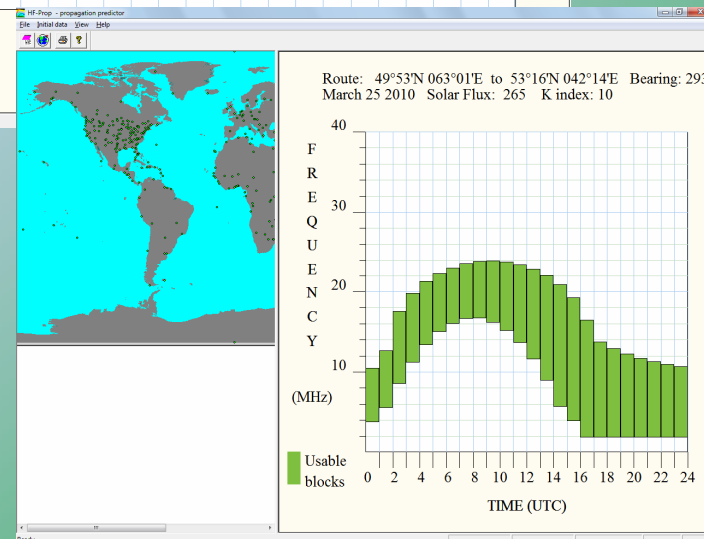 HF-Prop - propagation predictor
File Initial data View Help
Route: 49°53'N 063°01'E to 53°16'N 042°14'E Bearing: 293
March 25 2010 Solar Flux: 265 K index: 10
40
F
R
E
30
Q
U
E
20
N
C
Y
10
(MHz)
Usable
blocks
0 2 4 6 8 10 12 14 16 18 20 22 24
TIME (UTC)